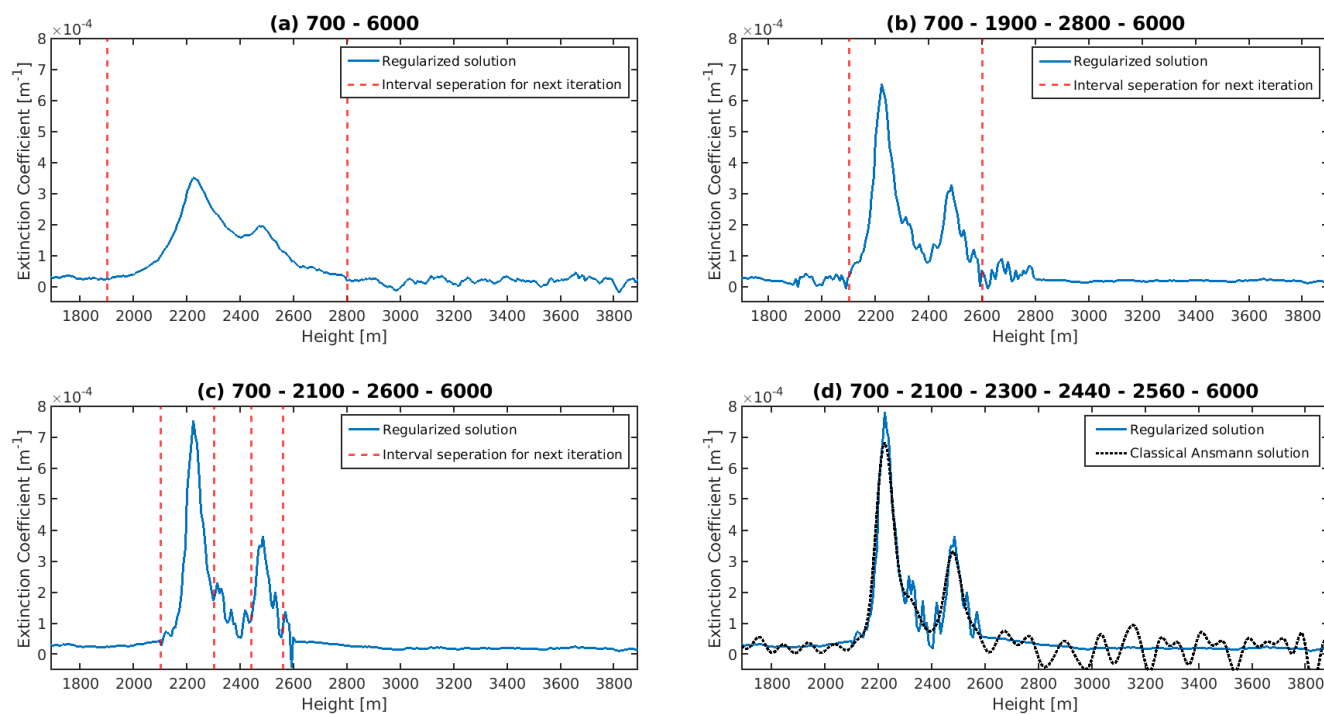 (a) 700 - 6000
×10⁻⁴
8
7
6
5
4
3
2
1
0
Extinction Coefficient [m⁻¹]
Regularized solution
Interval seperation for next iteration
1800 2000 2200 2400 2600 2800 3000 3200 3400 3600 3800
Height [m]
(b) 700 - 1900 - 2800 - 6000
×10⁻⁴
8
7
6
5
4
3
2
1
0
Extinction Coefficient [m⁻¹]
Regularized solution
Interval seperation for next iteration
1800 2000 2200 2400 2600 2800 3000 3200 3400 3600 3800
Height [m]
(c) 700 - 2100 - 2600 - 6000
×10⁻⁴
8
7
6
5
4
3
2
1
0
Extinction Coefficient [m⁻¹]
Regularized solution
Interval seperation for next iteration
1800 2000 2200 2400 2600 2800 3000 3200 3400 3600 3800
Height [m]
(d) 700 - 2100 - 2300 - 2440 - 2560 - 6000
×10⁻⁴
8
7
6
5
4
3
2
1
0
Extinction Coefficient [m⁻¹]
Regularized solution
Classical Ansmann solution
1800 2000 2200 2400 2600 2800 3000 3200 3400 3600 3800
Height [m]